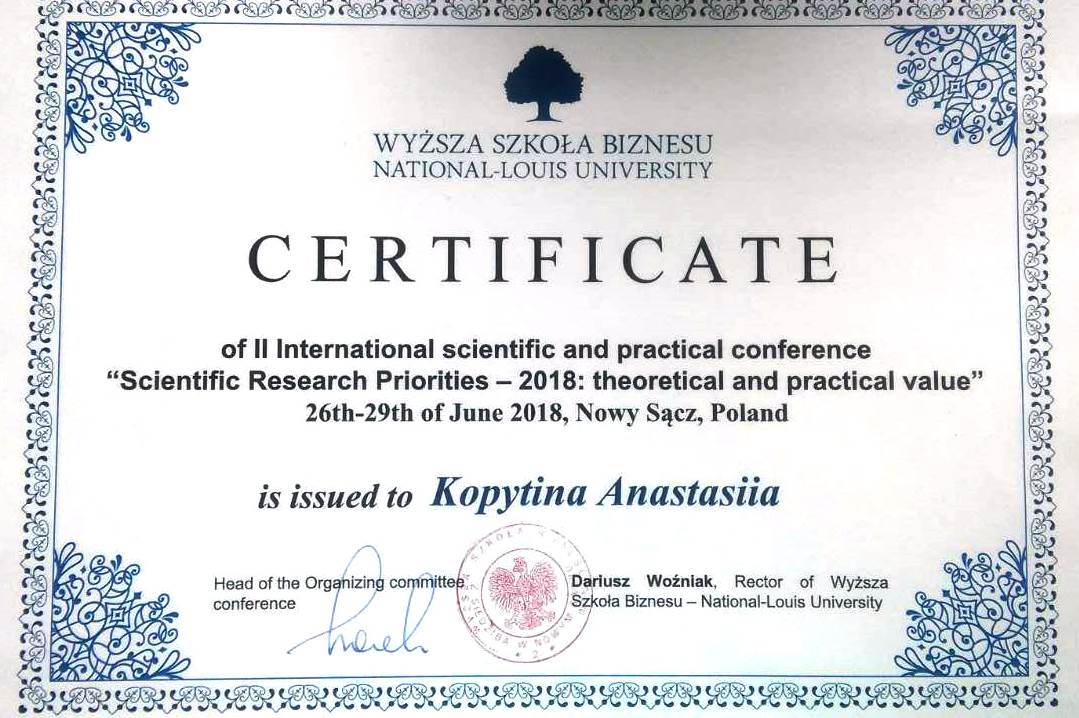 WYŻSZA SZKOŁA BIZNESU
NATIONAL-LOUIS UNIVERSITY
CERTIFICATE
of II International scientific and practical conference
“Scientific Research Priorities – 2018: theoretical and practical value”
26th-29th of June 2018, Nowy Sącz, Poland
is issued to Kopytina Anastasiia
Head of the Organizing committee
conference
Dariusz Woźniak, Rector of Wyższa
Szkoła Biznesu – National-Louis University